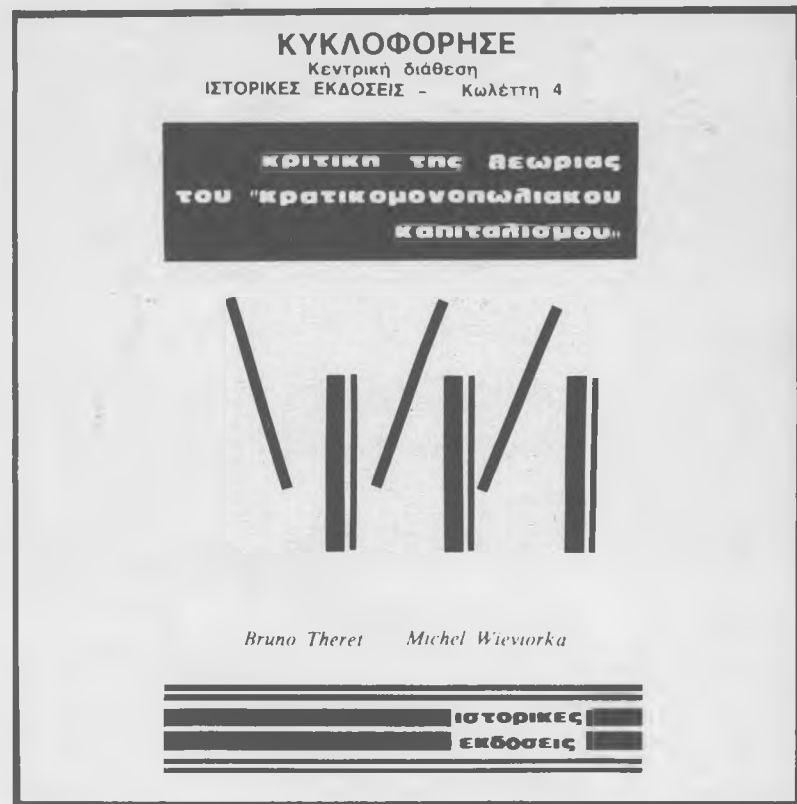 ΚΥΚΛΟΦΟΡΗΣΕ
Κεντρική διάθεση
ΙΣΤΟΡΙΚΕΣ ΕΚΔΟΣΕΙΣ - Κωλέττη 4
κριτικη της θεωριας
του "κρατικομονοπωλιακου
καπιταλισμου"
Bruno Theret Michel Wieviorka
ιστορικες
εκδοσεις